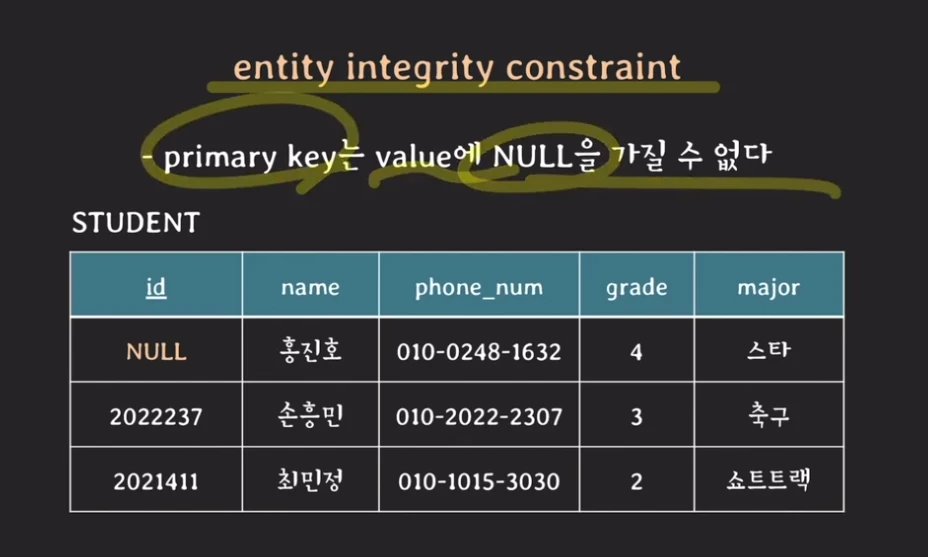 entity integrity constraint
- primary key는 value에 NULL을 가질 수 없다
STUDENT
id name phone_num grade major
NULL 홍진호 010-0248-1632 4 스타
2022237 손흥민 010-2022-2307 3 축구
2021411 최민정 010-1015-3030 2 쇼트트랙